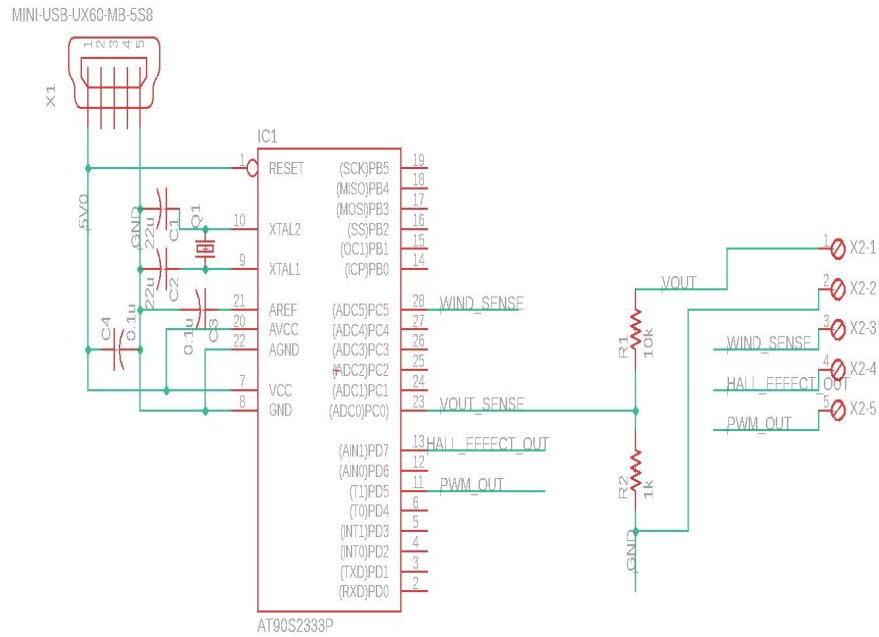 MINI-USB-UX60-MB-5S8
1 2 3 4 5
X1
IC1
1 RESET (SCK)PB5 19
(MISO)PB4 18
(MOSI)PB3 17
10 XTAL2 (SS)PB2 16
(OC1)PB1 15
9 XTAL1 (ICP)PB0 14
21 AREF (ADC5)PC5 28 WIND_SENSE
20 AVCC (ADC4)PC4 27
22 AGND (ADC3)PC3 26
(ADC2)PC2 25
7 VCC (ADC1)PC1 24
8 GND (ADC0)PC0 23 VOUT_SENSE
(AIN1)PD7 13 HALL_EFFECT_OUT
(AIN0)PD6 12
(T1)PD5 11 PWM_OUT
(T0)PD4 6
(INT1)PD3 5
(INT0)PD2 4
(TXD)PD1 3
(RXD)PD0 2
AT90S2333P
5V0
GND
22u
C1
Q1
22u
C2
0.1u
C3
C4
0.1u
VOUT
R1
10k
R2
1k
GND
1 X2-1
2 X2-2
WIND_SENSE 3 X2-3
HALL_EFFECT_OUT 4 X2-4
PWM_OUT 5 X2-5